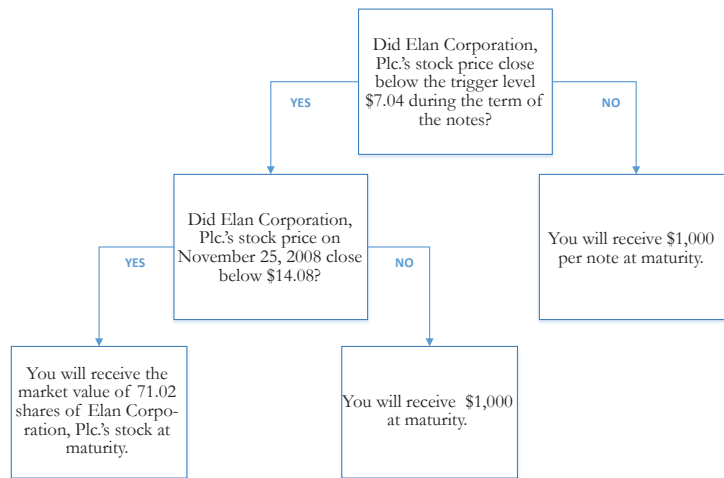 Did Elan Corporation,
Plc.'s stock price close
below the trigger level
$7.04 during the term of
the notes?
YES
NO
Did Elan Corporation,
Plc.'s stock price on
November 25, 2008 close
below $14.08?
You will receive $1,000
per note at maturity.
YES
NO
You will receive the
market value of 71.02
shares of Elan Corpo-
ration, Plc.'s stock at
maturity.
You will receive $1,000
at maturity.